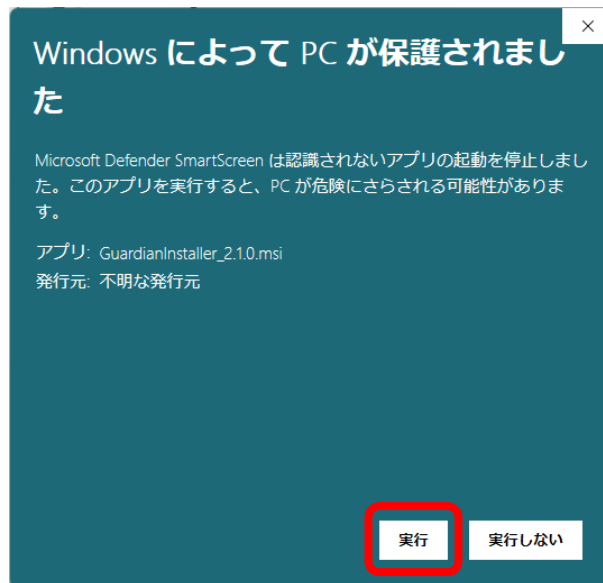 Windows によって PC が保護されまし
た
Microsoft Defender SmartScreen は認識されないアプリの起動を停止しまし
た。このアプリを実行すると、PC が危険にさらされる可能性がありま
す。
アプリ: GuardianInstaller_2.1.0.msi
発行元: 不明な発行元
実行 実行しない